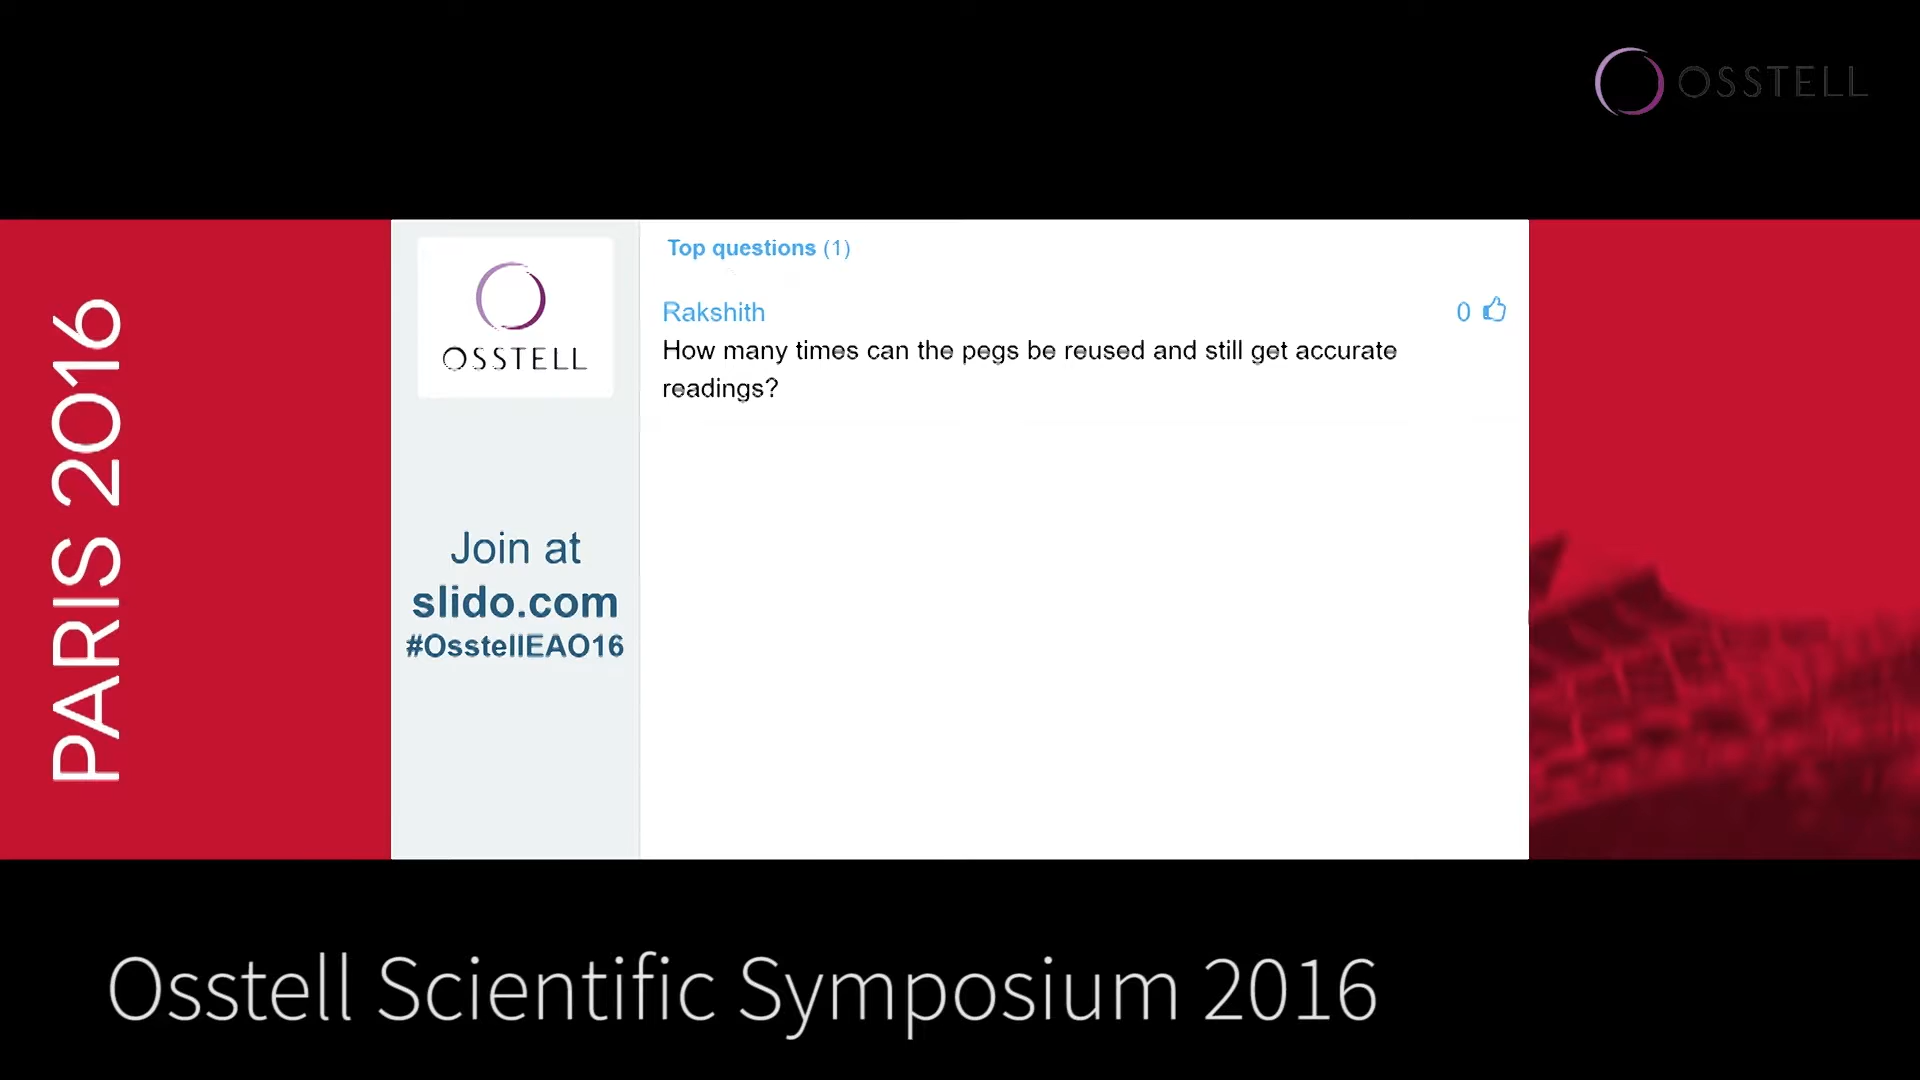 OSSTELL
PARIS 2016
OSSTELL
Join at
slido.com
#OsstellEAO16
Top questions (1)
Rakshith
0
How many times can the pegs be reused and still get accurate
readings?
Osstell Scientific Symposium 2016